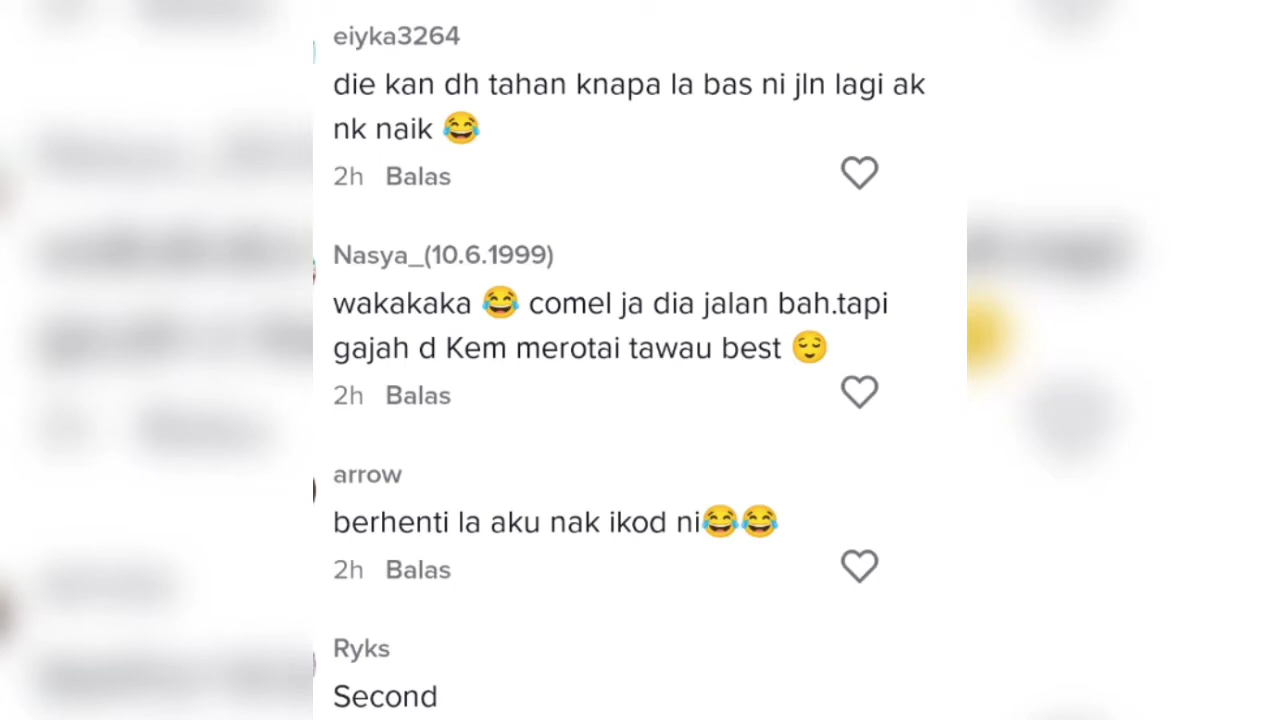 eiyka3264
die kan dh tahan knapa la bas ni jln lagi ak
nk naik 😂
2h Balas
Nasya_(10.6.1999)
wakakaka 😂 comel ja dia jalan bah.tapi
gajah d Kem merotai tawau best 😌
2h Balas
arrow
berhenti la aku nak ikod ni😂😂
2h Balas
Ryks
Second